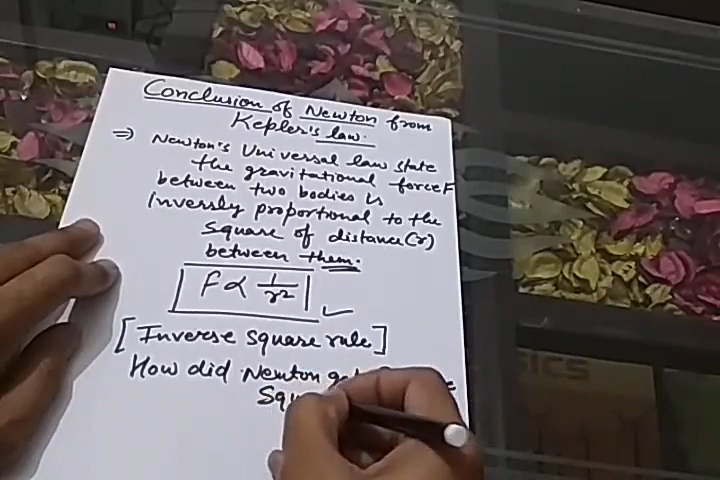 Conclusion of Newton from
Kepler's law.
⇒ Newton's Universal law state
the gravitational force F
between two bodies is
Inversly proportional to the
square of distance (r)
between them.
F ∝ 1/r²
[Inverse square rule]
How did Newton
SICS